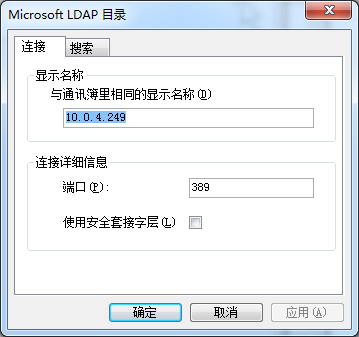 Microsoft LDAP 目录
连接 搜索
显示名称
与通讯簿里相同的显示名称(D)
10.0.4.249
连接详细信息
端口(P): 389
使用安全套接字层(L)
确定 取消 应用(A)